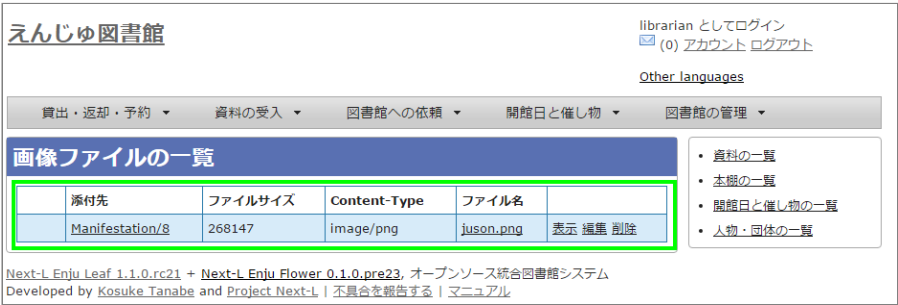 えんじゅ図書館
librarian としてログイン
(0) アカウント ログアウト
Other languages
貸出・返却・予約 ▼ 資料の受入 ▼ 図書館への依頼 ▼ 開館日と催し物 ▼ 図書館の管理 ▼
画像ファイルの一覧
添付先 ファイルサイズ Content-Type ファイル名
Manifestation/8 268147 image/png juson.png 表示 編集 削除
• 資料の一覧
• 本棚の一覧
• 開館日と催し物の一覧
• 人物・団体の一覧
Next-L Enju Leaf 1.1.0.rc21 + Next-L Enju Flower 0.1.0.pre23, オープンソース統合図書館システム
Developed by Kosuke Tanabe and Project Next-L | 不具合を報告する | マニュアル